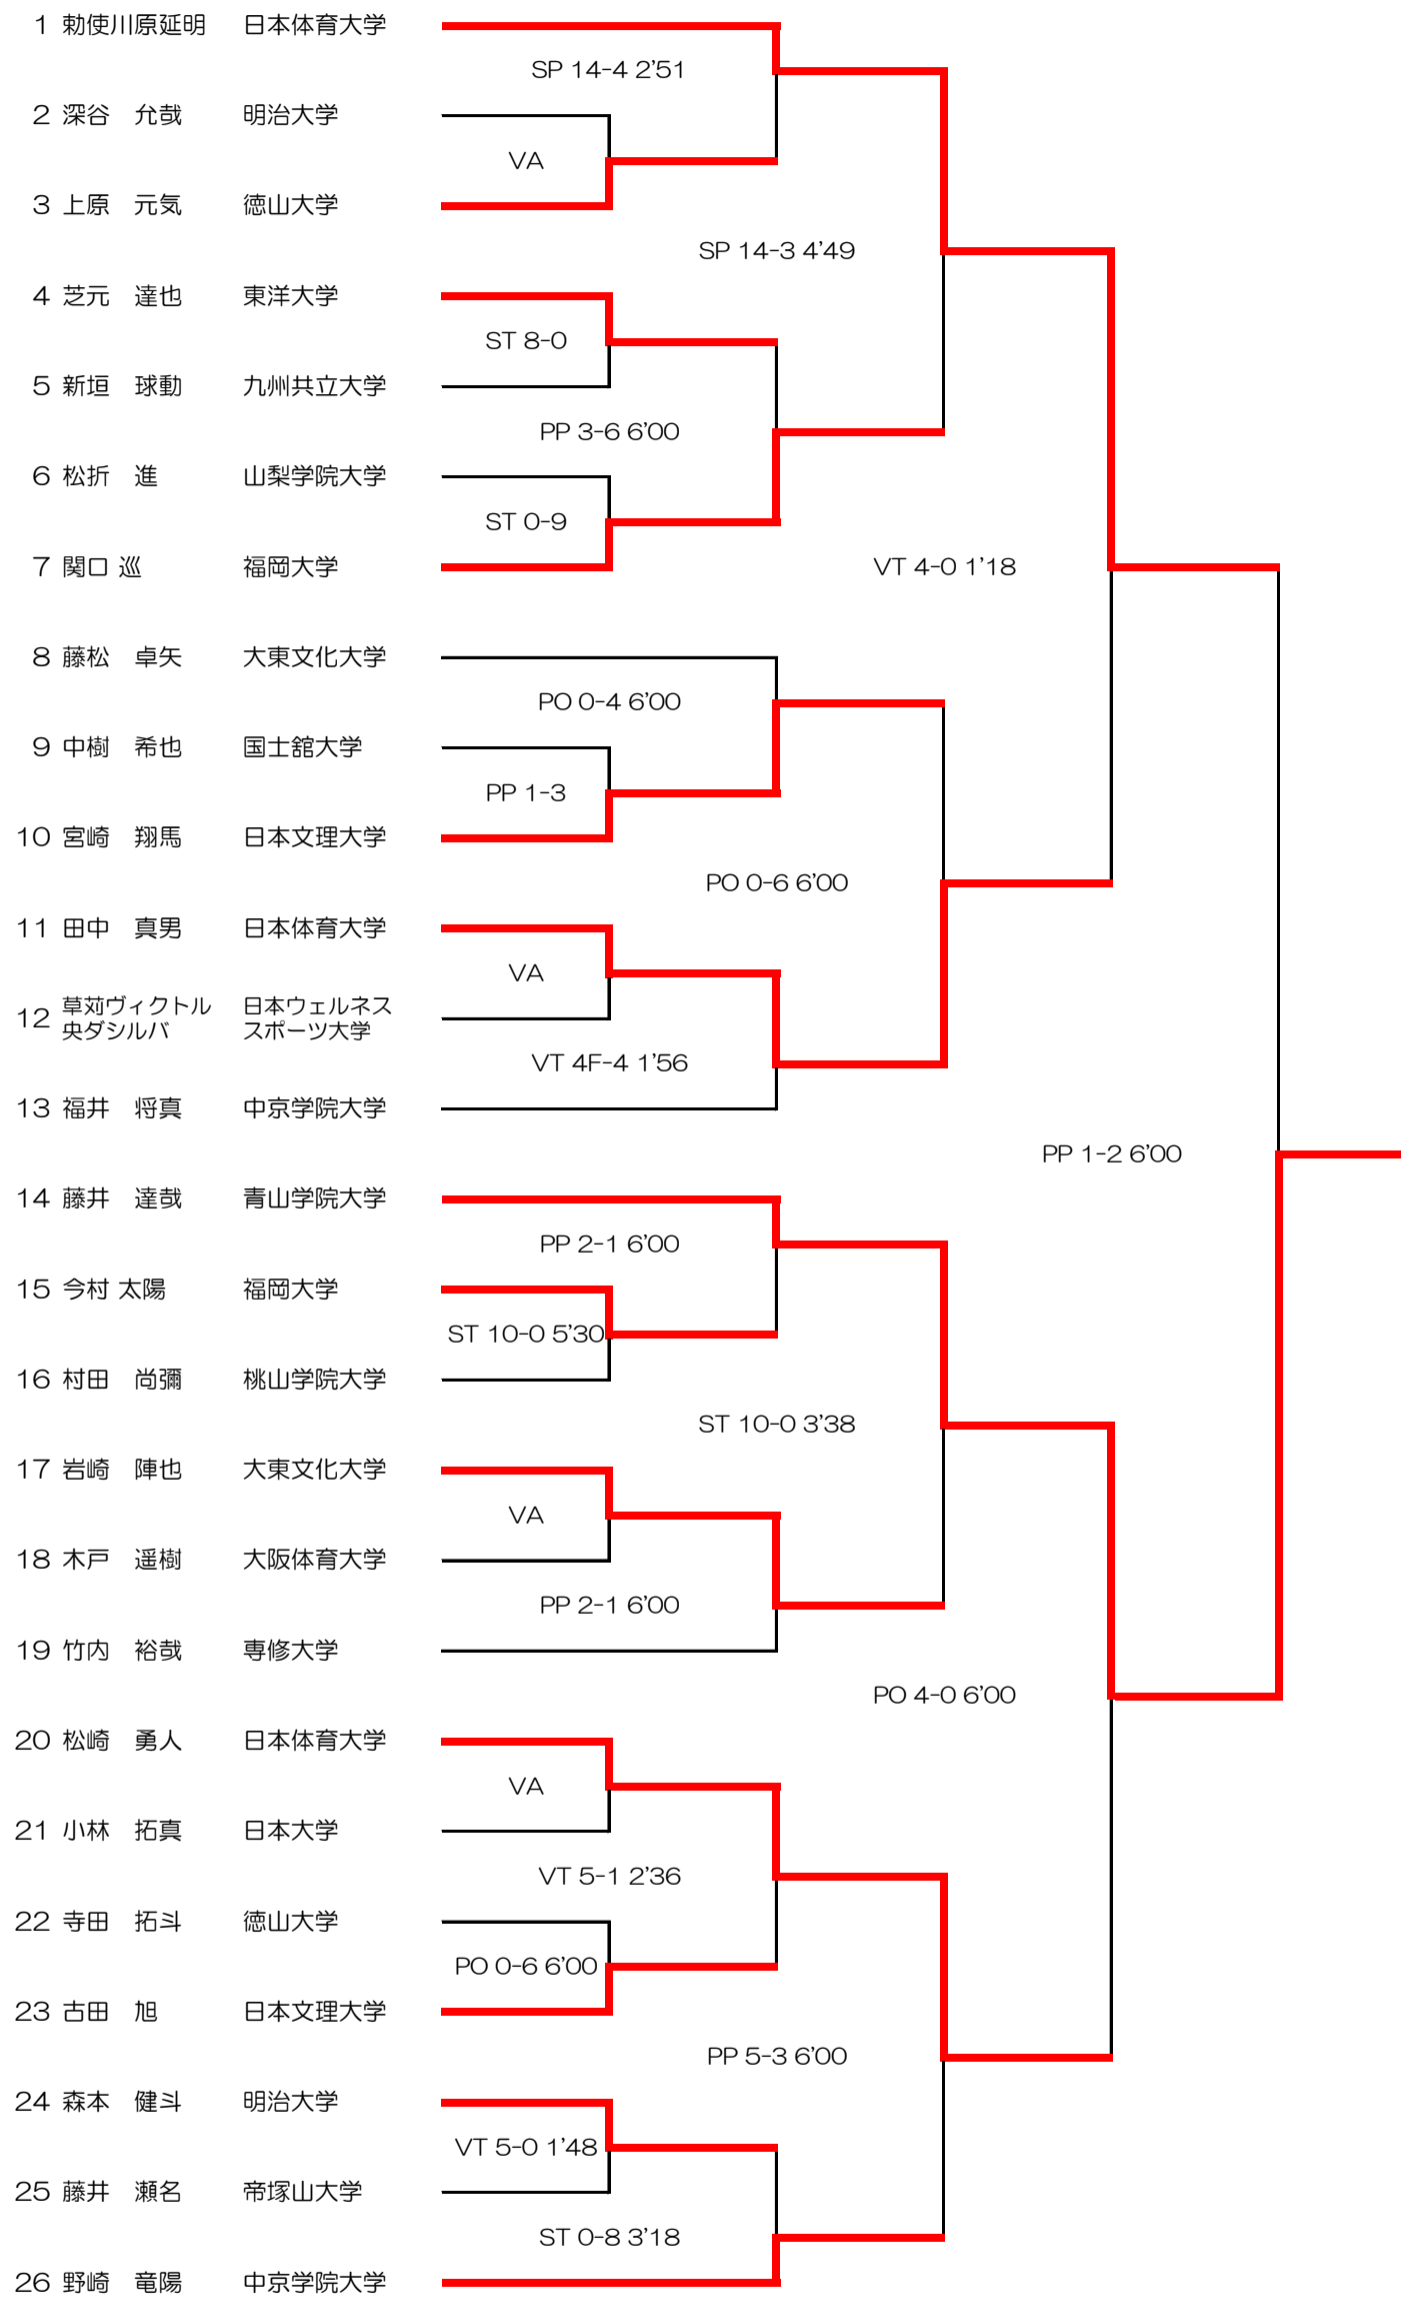 1 勅使川原延明 日本体育大学
SP 14-4 2’51
2 深谷 允哉 明治大学
VA
3 上原 元気 徳山大学
SP 14-3 4’49
4 芝元 達也 東洋大学
ST 8-0
5 新垣 球動 九州共立大学
PP 3-6 6’00
6 松折 進 山梨学院大学
ST 0-9
7 関口 巡 福岡大学
VT 4-0 1’18
8 藤松 卓矢 大東文化大学
PO 0-4 6’00
9 中樹 希也 国士舘大学
PP 1-3
10 宮崎 翔馬 日本文理大学
PO 0-6 6’00
11 田中 真男 日本体育大学
VA
12 草苅ヴィクトル 日本ウェルネス
央ダシルバ スポーツ大学
VT 4F-4 1’56
13 福井 将真 中京学院大学
PP 1-2 6’00
14 藤井 達哉 青山学院大学
PP 2-1 6’00
15 今村 太陽 福岡大学
ST 10-0 5’30
16 村田 尚彌 桃山学院大学
ST 10-0 3’38
17 岩崎 陣也 大東文化大学
VA
18 木戸 遥樹 大阪体育大学
PP 2-1 6’00
19 竹内 裕哉 専修大学
PO 4-0 6’00
20 松崎 勇人 日本体育大学
VA
21 小林 拓真 日本大学
VT 5-1 2’36
22 寺田 拓斗 徳山大学
PO 0-6 6’00
23 古田 旭 日本文理大学
PP 5-3 6’00
24 森本 健斗 明治大学
VT 5-0 1’48
25 藤井 瀬名 帝塚山大学
ST 0-8 3’18
26 野崎 竜陽 中京学院大学